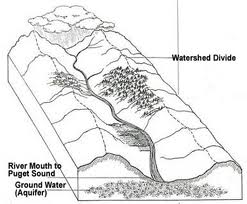 Watershed Divide
River Mouth to
Puget Sound
Ground Water
(Aquifer)